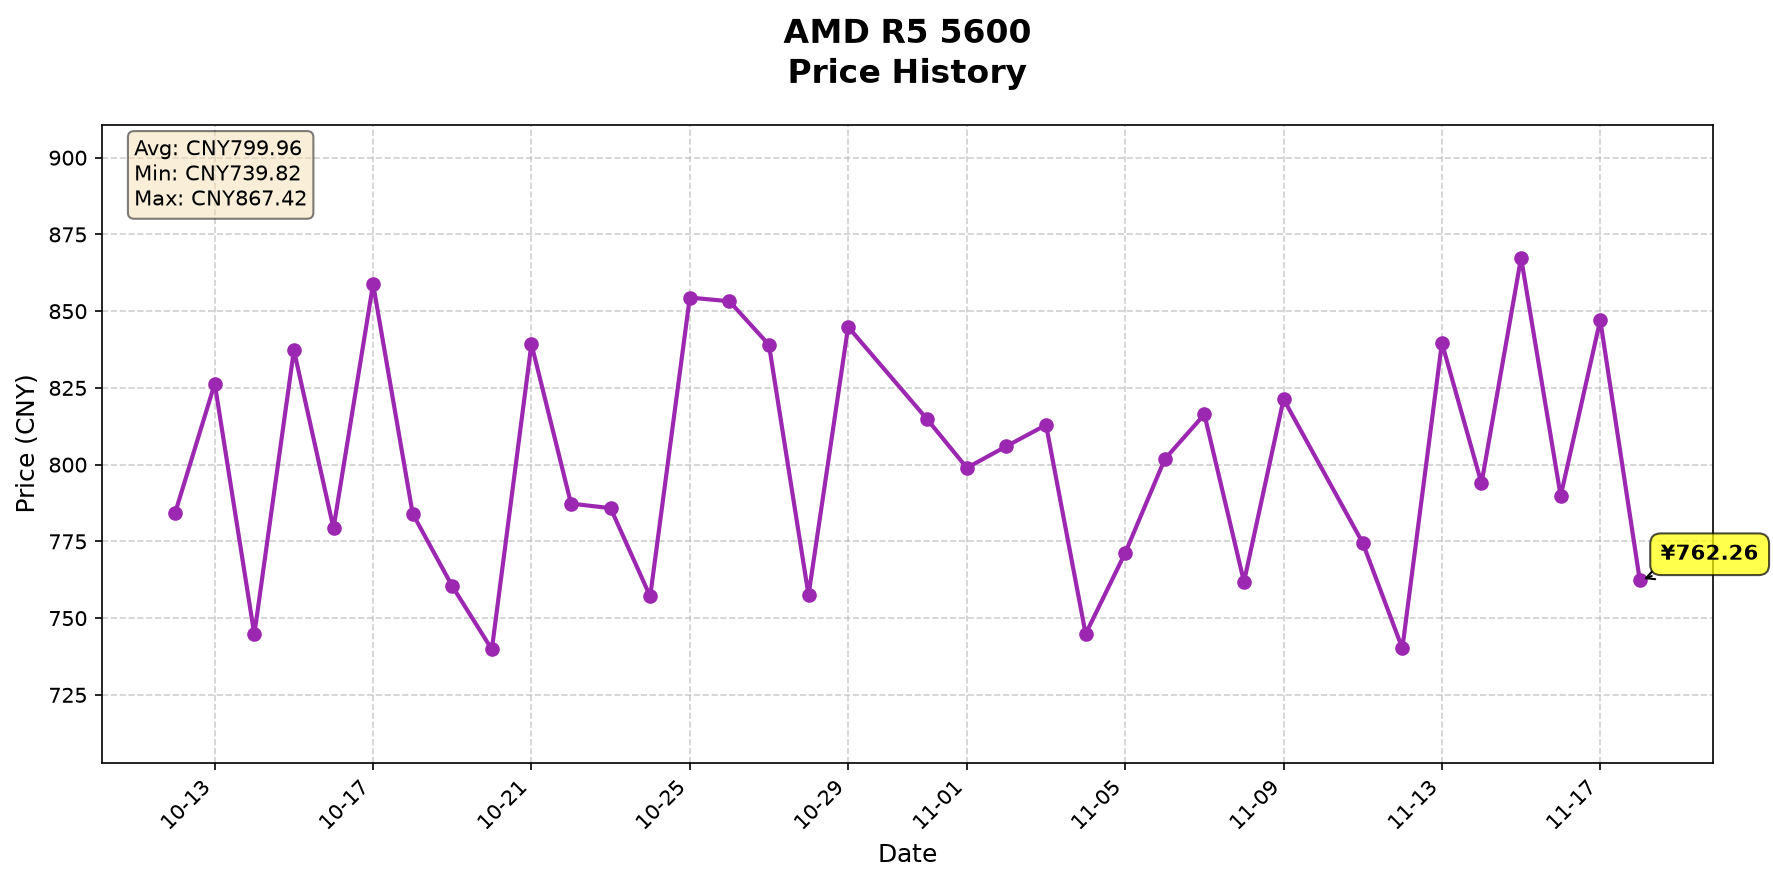 AMD R5 5600
Price History
Avg: CNY799.96
Min: CNY739.82
Max: CNY867.42
Price (CNY)
900
875
850
825
800
775
750
725
¥762.26
10-13
10-17
10-21
10-25
10-29
11-01
11-05
11-09
11-13
11-17
Date